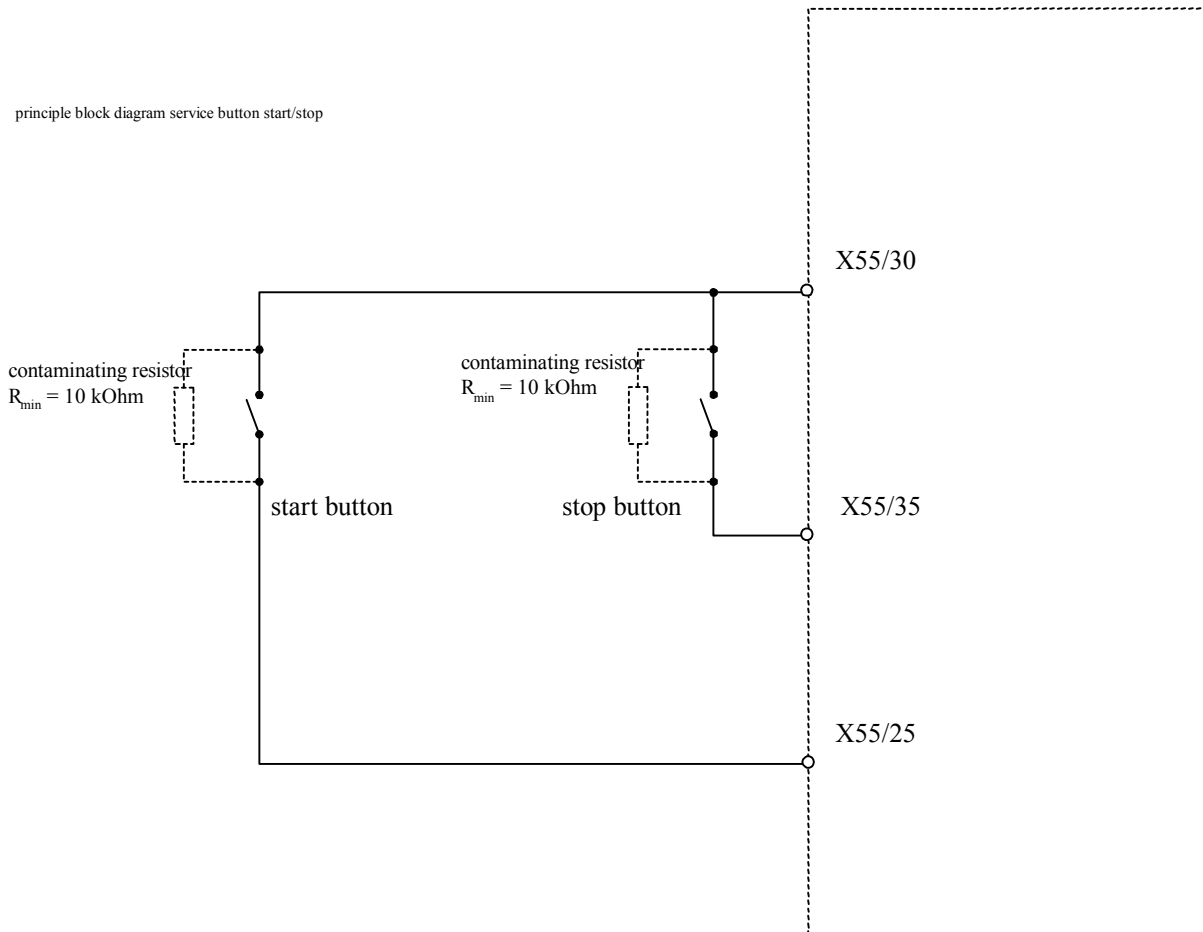 principle block diagram service button start/stop
X55/30
contaminating resistor
R_min = 10 kOhm
contaminating resistor
R_min = 10 kOhm
start button
stop button
X55/35
X55/25